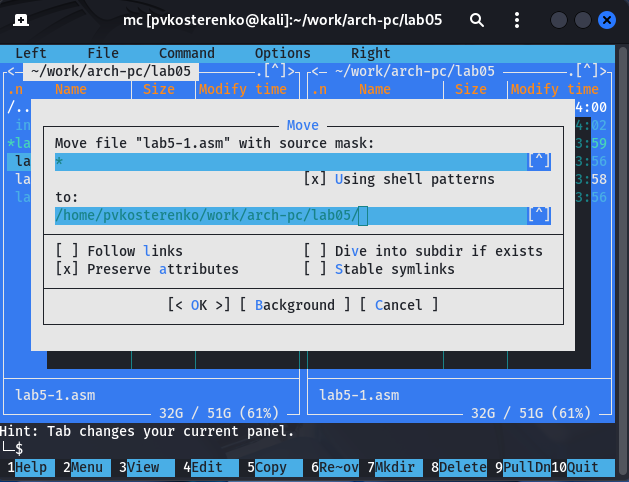 mc [pvkosterenko@kali]:~/work/arch-pc/lab05
Left File Command Options Right
<─ ~/work/arch-pc/lab05 ─.[^]> <─ ~/work/arch-pc/lab05 ─.[^]>
.n Name Size Modify time .n Name Size Modify time
/.. 4:00
in 4:02
*la 3:59
la 3:56
la 3:58
la 3:56
Move
Move file "lab5-1.asm" with source mask:
* [^]
[x] Using shell patterns
to:
/home/pvkosterenko/work/arch-pc/lab05/ [^]
[ ] Follow links [ ] Dive into subdir if exists
[x] Preserve attributes [ ] Stable symlinks
[< OK >] [ Background ] [ Cancel ]
lab5-1.asm lab5-1.asm
32G / 51G (61%) 32G / 51G (61%)
Hint: Tab changes your current panel.
└─$
1Help 2Menu 3View 4Edit 5Copy 6Re~ov 7Mkdir 8Delete 9PullDn 10Quit